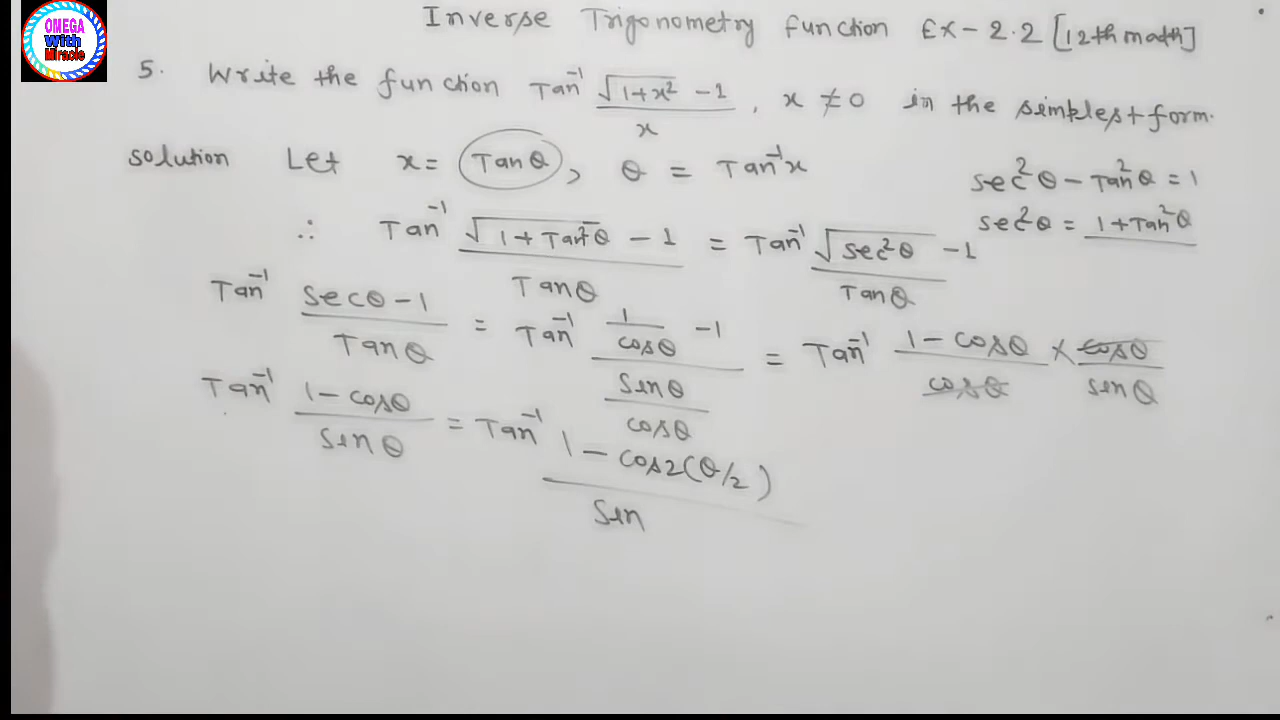 OMEGA
With
Miracle
Inverse Trigonometry function EX-2.2 [12th math]
5. Write the function Tan⁻¹ (√(1+x²) - 1)/x, x ≠ 0 in the simplest form.
solution Let x = Tanθ, θ = Tan⁻¹x
sec²θ - Tan²θ = 1
sec²θ = 1+Tan²θ
∴ Tan⁻¹ (√(1+Tan²θ) - 1)/Tanθ = Tan⁻¹ (√(sec²θ) - 1)/Tanθ
Tan⁻¹ (secθ-1)/Tanθ = Tan⁻¹ (1/cosθ - 1)/(sinθ/cosθ) = Tan⁻¹ (1-cosθ)/cosθ × cosθ/sinθ
Tan⁻¹ (1-cosθ)/sinθ = Tan⁻¹ (1-cos2(θ/2))/sin